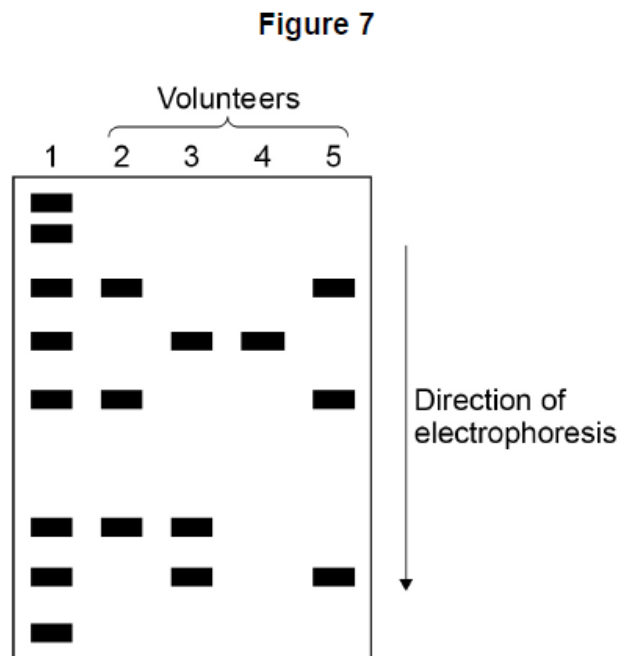 Figure 7
Volunteers
1 2 3 4 5
Direction of
electrophoresis